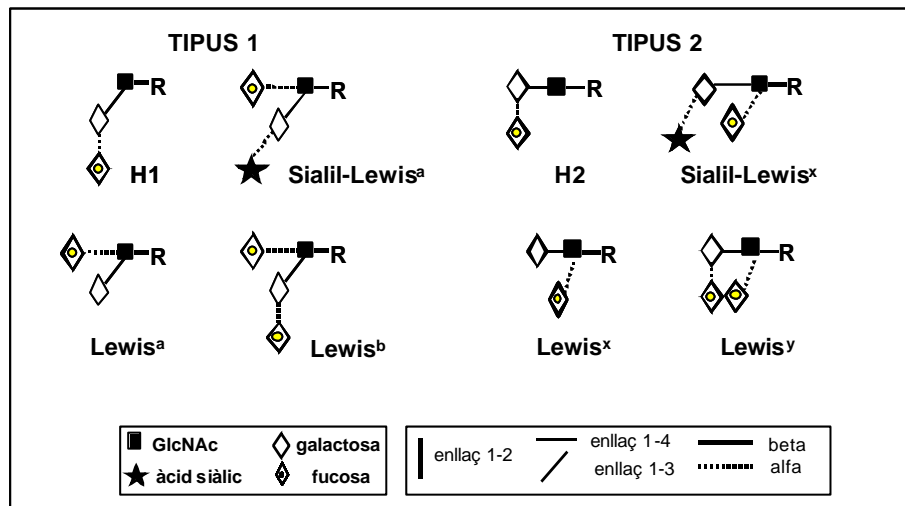 TIPUS 1 TIPUS 2
R R R R
H1 Sialil-Lewisᵃ H2 Sialil-Lewisˣ
R R R R
Lewisᵃ Lewisᵇ Lewisˣ Lewisʸ
GlcNAc galactosa
àcid siàlic fucosa
enllaç 1-2 enllaç 1-4 beta
enllaç 1-3 alfa